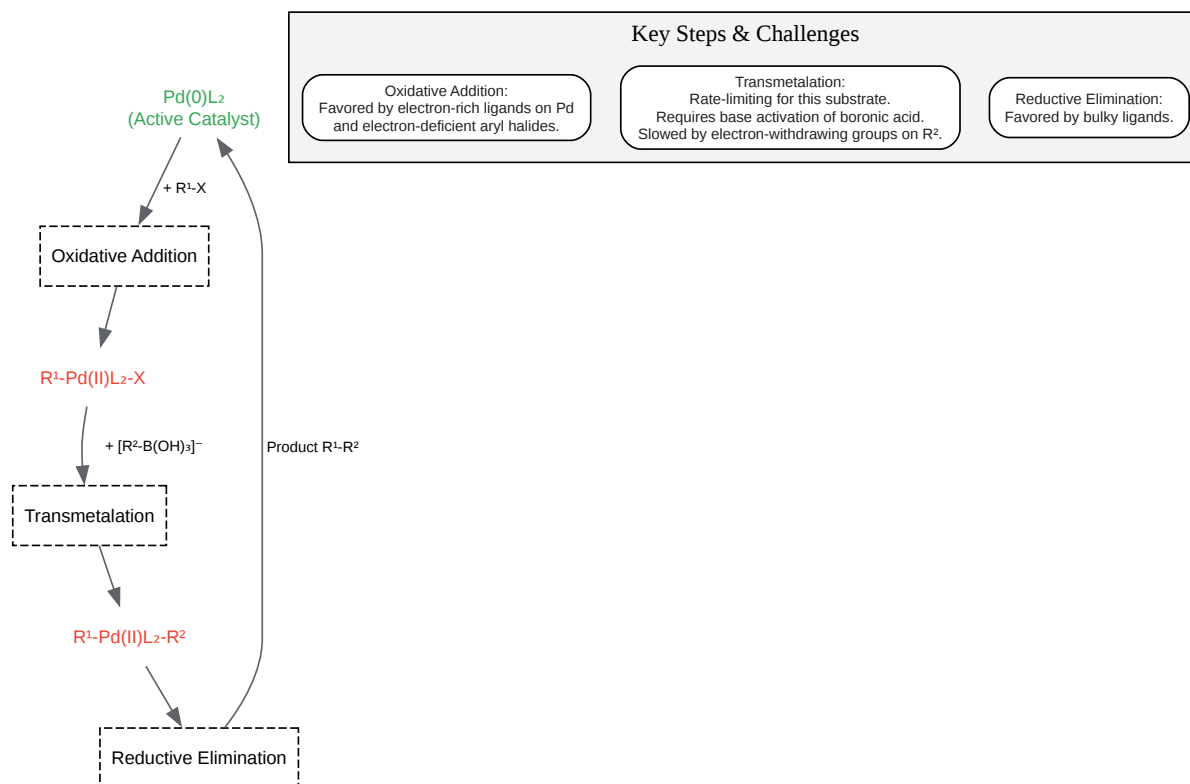 Key Steps & Challenges
Oxidative Addition:
Favored by electron-rich ligands on Pd
and electron-deficient aryl halides.
Transmetalation:
Rate-limiting for this substrate.
Requires base activation of boronic acid.
Slowed by electron-withdrawing groups on R².
Reductive Elimination:
Favored by bulky ligands.
Pd(0)L₂
(Active Catalyst)
+ R¹-X
Oxidative Addition
R¹-Pd(II)L₂-X
+ [R²-B(OH)₃]⁻
Product R¹-R²
Transmetalation
R¹-Pd(II)L₂-R²
Reductive Elimination